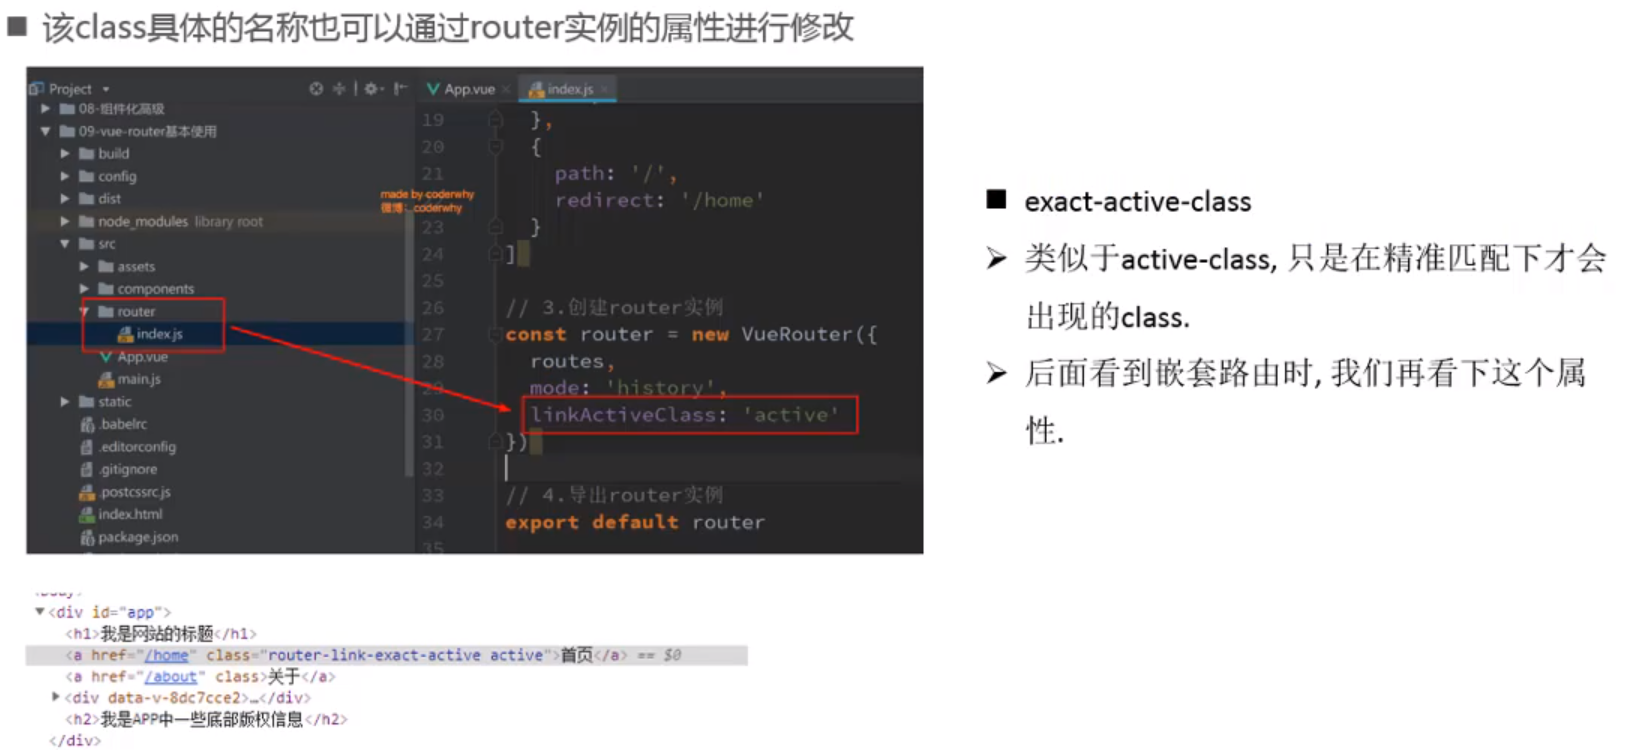 ■ 该class具体的名称也可以通过router实例的属性进行修改
Project
08-组件化高级
09-vue-router基本使用
build
config
dist
node_modules library root
src
assets
components
router
index.js
App.vue
main.js
static
.babelrc
.editorconfig
.gitignore
.postcssrc.js
index.html
package.json
made by coderwhy
微博: coderwhy
App.vue
index.js
19 },
20 {
21 path: '/',
redirect: '/home'
23 }
24 ]
25
26 // 3.创建router实例
27 const router = new VueRouter({
28 routes,
29 mode: 'history',
30 linkActiveClass: 'active'
31 })
32
33 // 4.导出router实例
34 export default router
35
■ exact-active-class
➢ 类似于active-class, 只是在精准匹配下才会
出现的class.
➢ 后面看到嵌套路由时, 我们再看下这个属
性.
▼<div id="app">
<h1>我是网站的标题</h1>
<a href="/home" class="router-link-exact-active active">首页</a> == $0
<a href="/about" class>关于</a>
▶<div data-v-8dc7cce2>…</div>
<h2>我是APP中一些底部版权信息</h2>
</div>